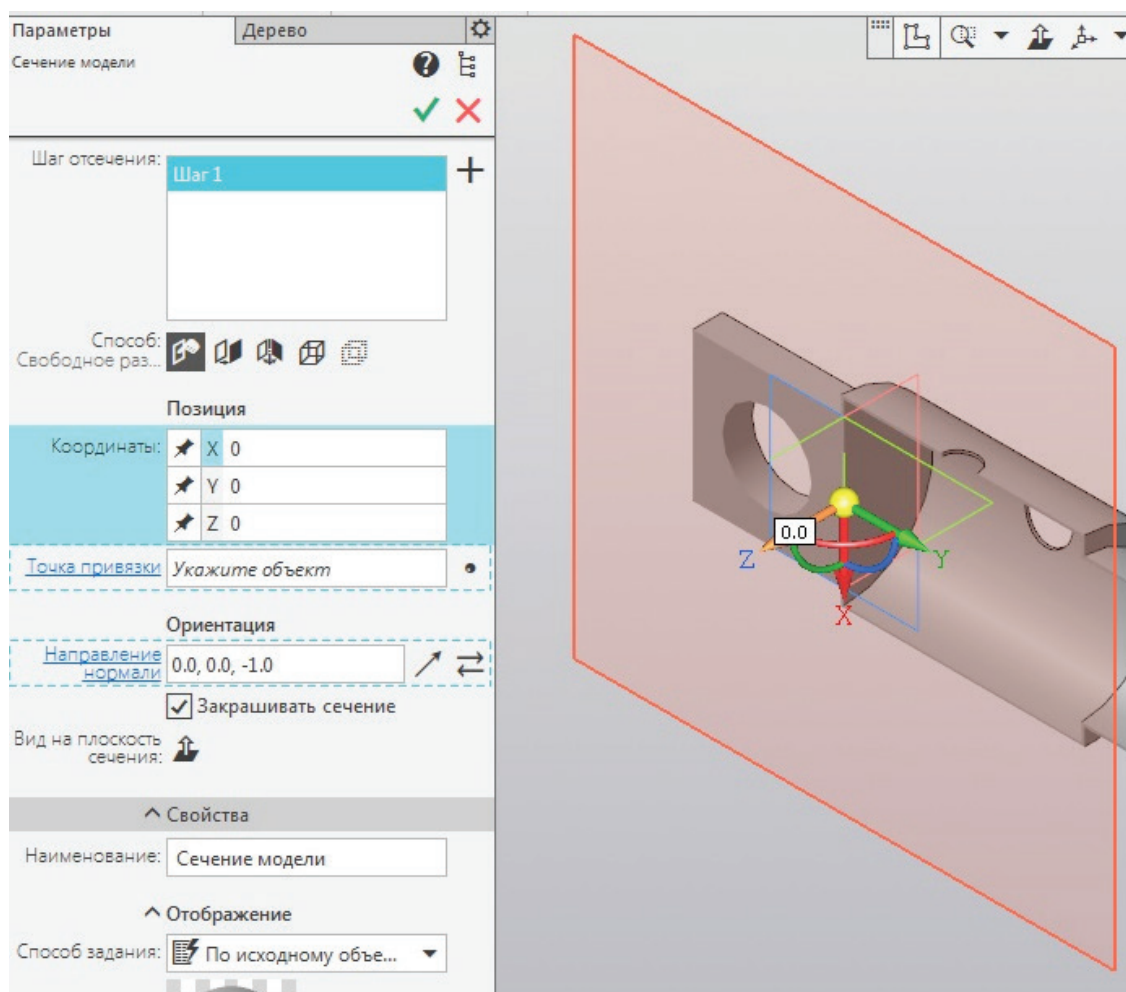 Параметры
Дерево
Сечение модели
Шаг отсечения:
Шаг 1
Способ:
Свободное раз...
Позиция
Координаты:
X 0
Y 0
Z 0
Точка привязки Укажите объект
Ориентация
Направление
нормали
0.0, 0.0, -1.0
Закрашивать сечение
Вид на плоскость
сечения:
Свойства
Наименование: Сечение модели
Отображение
Способ задания: По исходному объе...
0.0
Z
Y
X